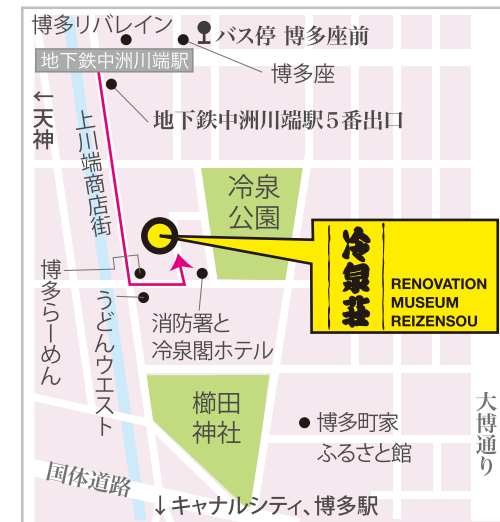 博多リバレイン
バス停 博多座前
地下鉄中洲川端駅
博多座
←天神
地下鉄中洲川端駅5番出口
上川端商店街
冷泉
公園
冷泉荘
RENOVATION
MUSEUM
REIZENSOU
博多らーめん
うどんウエスト
消防署と
冷泉閣ホテル
櫛田
神社
博多町家
ふるさと館
大博通り
国体道路
↓キャナルシティ、博多駅